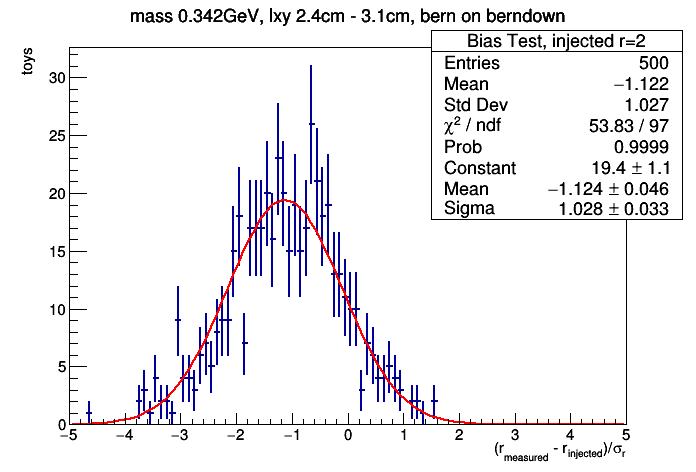 mass 0.342GeV, lxy 2.4cm - 3.1cm, bern on berndown
Bias Test, injected r=2
Entries 500
Mean −1.122
Std Dev 1.027
χ² / ndf 53.83 / 97
Prob 0.9999
Constant 19.4 ± 1.1
Mean −1.124 ± 0.046
Sigma 1.028 ± 0.033
toys
30
25
20
15
10
5
0
−5 −4 −3 −2 −1 0 1 2 3 4 5
(r_measured - r_injected)/σ_r